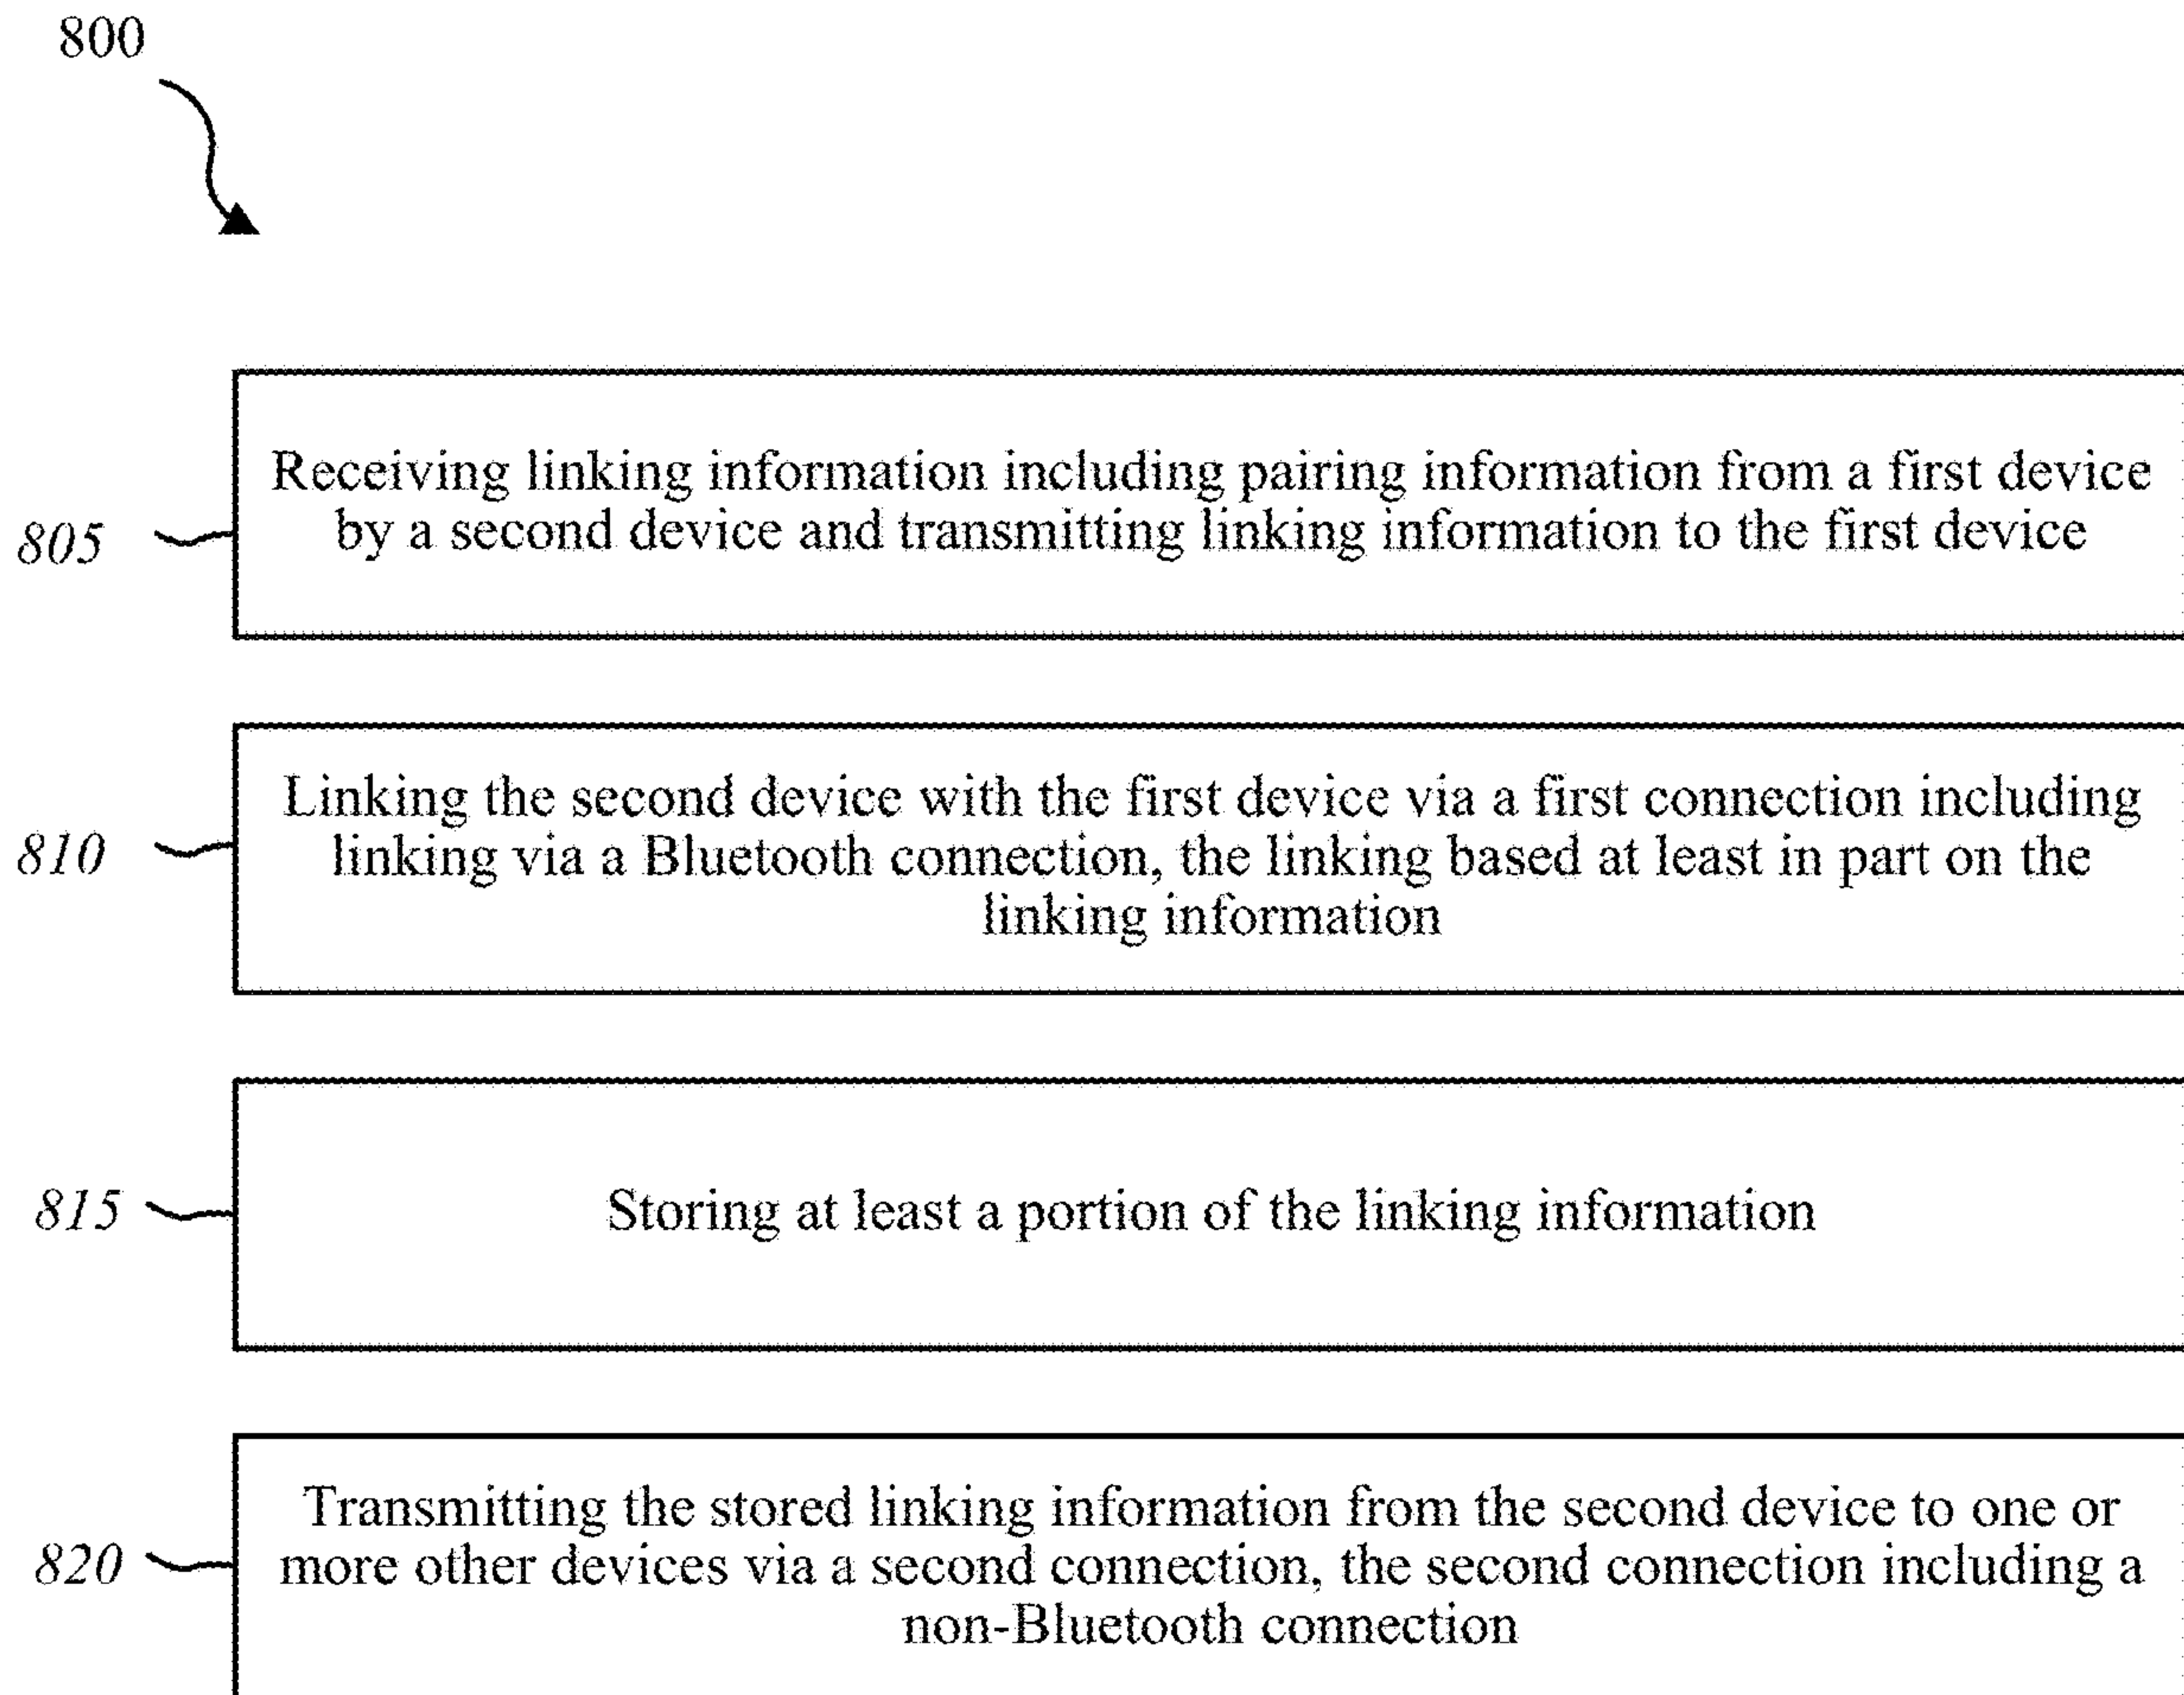 800
Receiving linking information including pairing information from a first device
by a second device and transmitting linking information to the first device
805
Linking the second device with the first device via a first connection including
linking via a Bluetooth connection, the linking based at least in part on the
linking information
810
Storing at least a portion of the linking information
815
Transmitting the stored linking information from the second device to one or
more other devices via a second connection, the second connection including a
non-Bluetooth connection
820